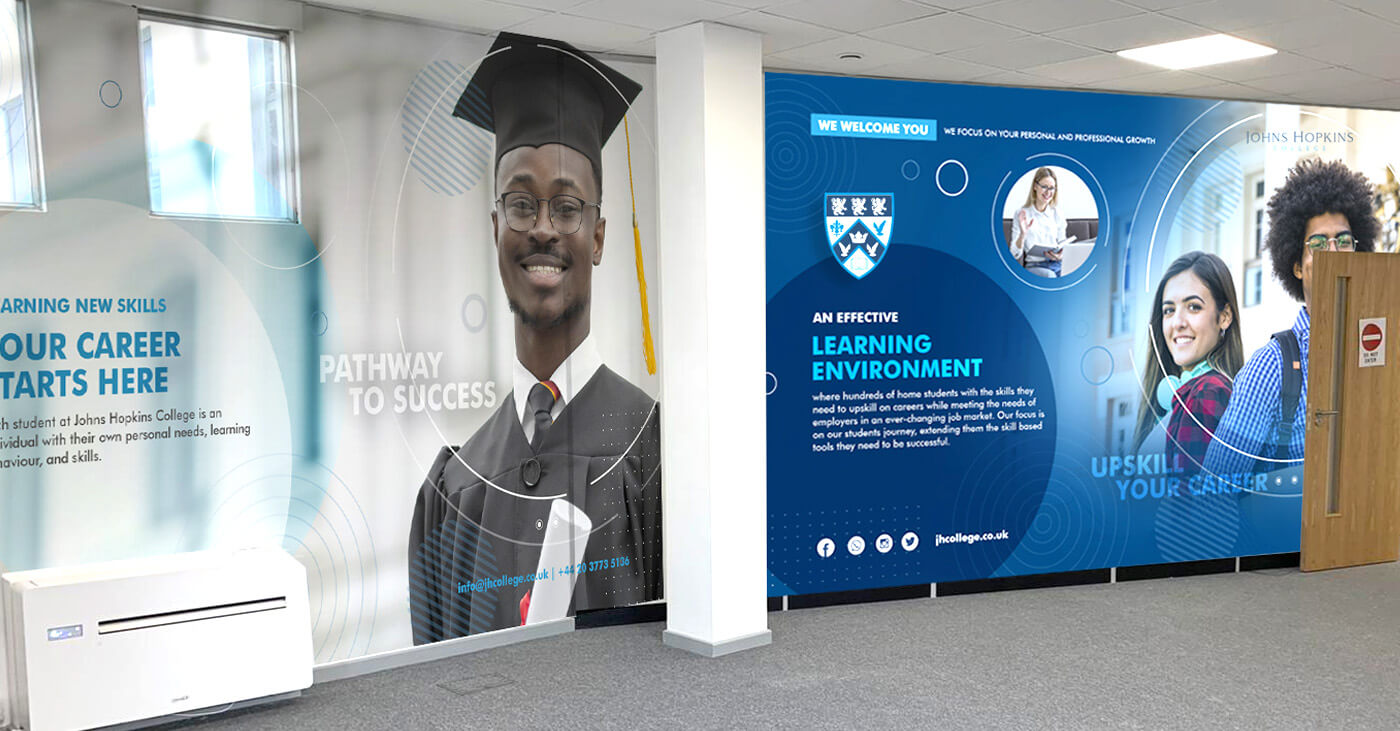 ARNING NEW SKILLS
OUR CAREER
TARTS HERE
ch student at Johns Hopkins College is an
dividual with their own personal needs, learning
haviour, and skills.
PATHWAY
TO SUCCESS
info@jhcollege.co.uk | +44 20 3773 5186
WE WELCOME YOU
WE FOCUS ON YOUR PERSONAL AND PROFESSIONAL GROWTH
JOHNS HOPKINS
COLLEGE
AN EFFECTIVE
LEARNING
ENVIRONMENT
where hundreds of home students with the skills they
need to upskill on careers while meeting the needs of
employers in an ever-changing job market. Our focus is
on our students journey, extending them the skill based
tools they need to be successful.
UPSKILL
YOUR CAREER
jhcollege.co.uk
DO NOT
ENTER